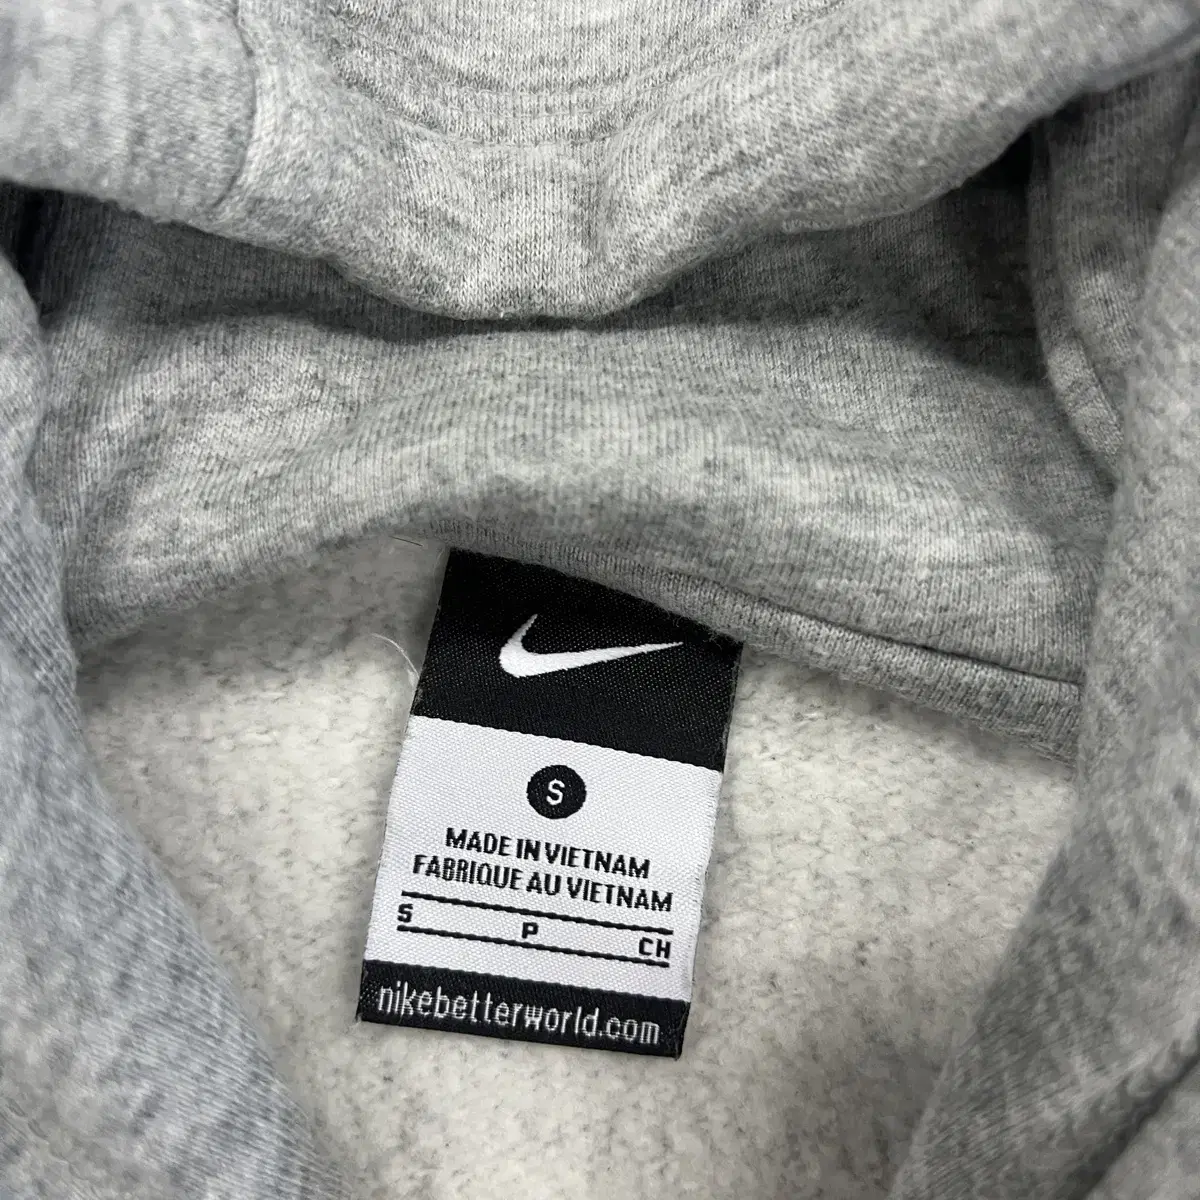 S
MADE IN VIETNAM
FABRIQUE AU VIETNAM
S P CH
nikebetterworld.com